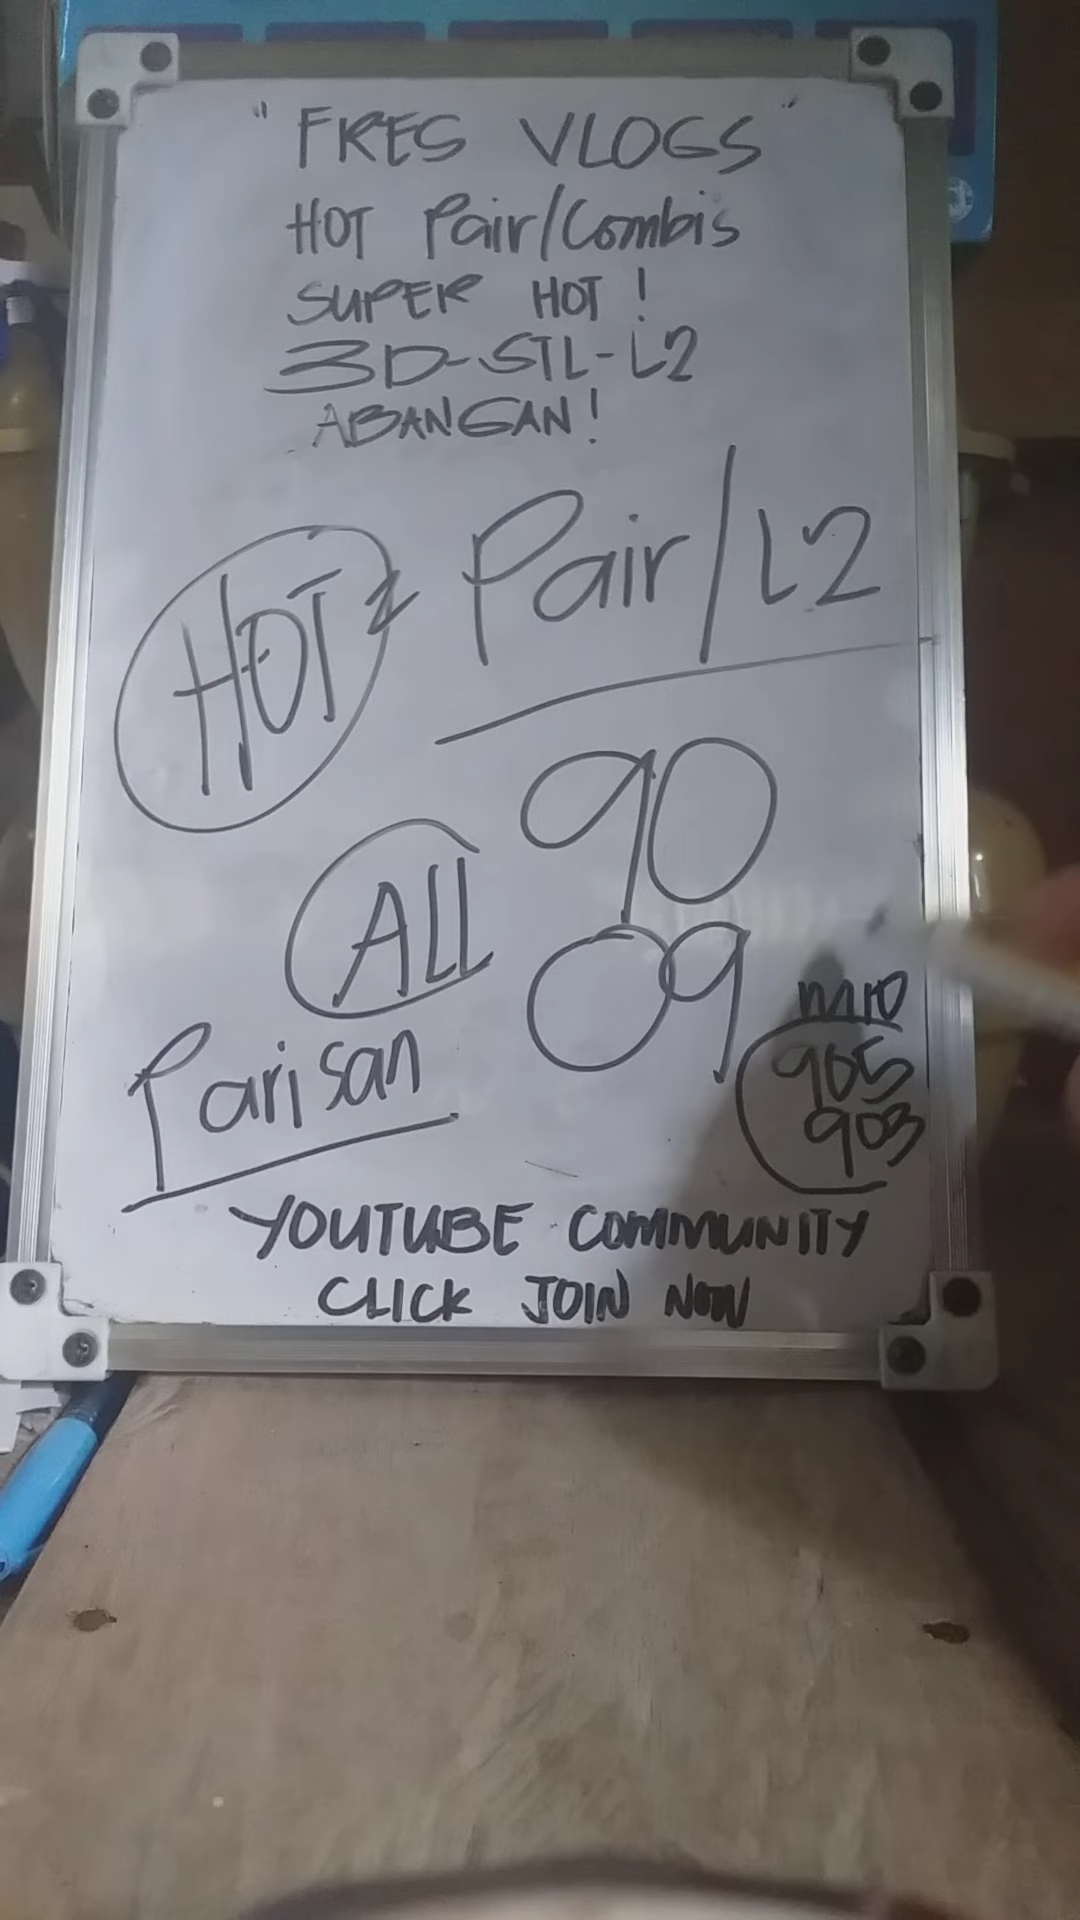 "FRES VLOGS"
HOT Pair/Combis
SUPER HOT!
3D-STL-L2
ABANGAN!
HOT Pair/L2
90
ALL
09
Parisan
MID
905
903
YOUTUBE COMMUNITY
CLICK JOIN NOW